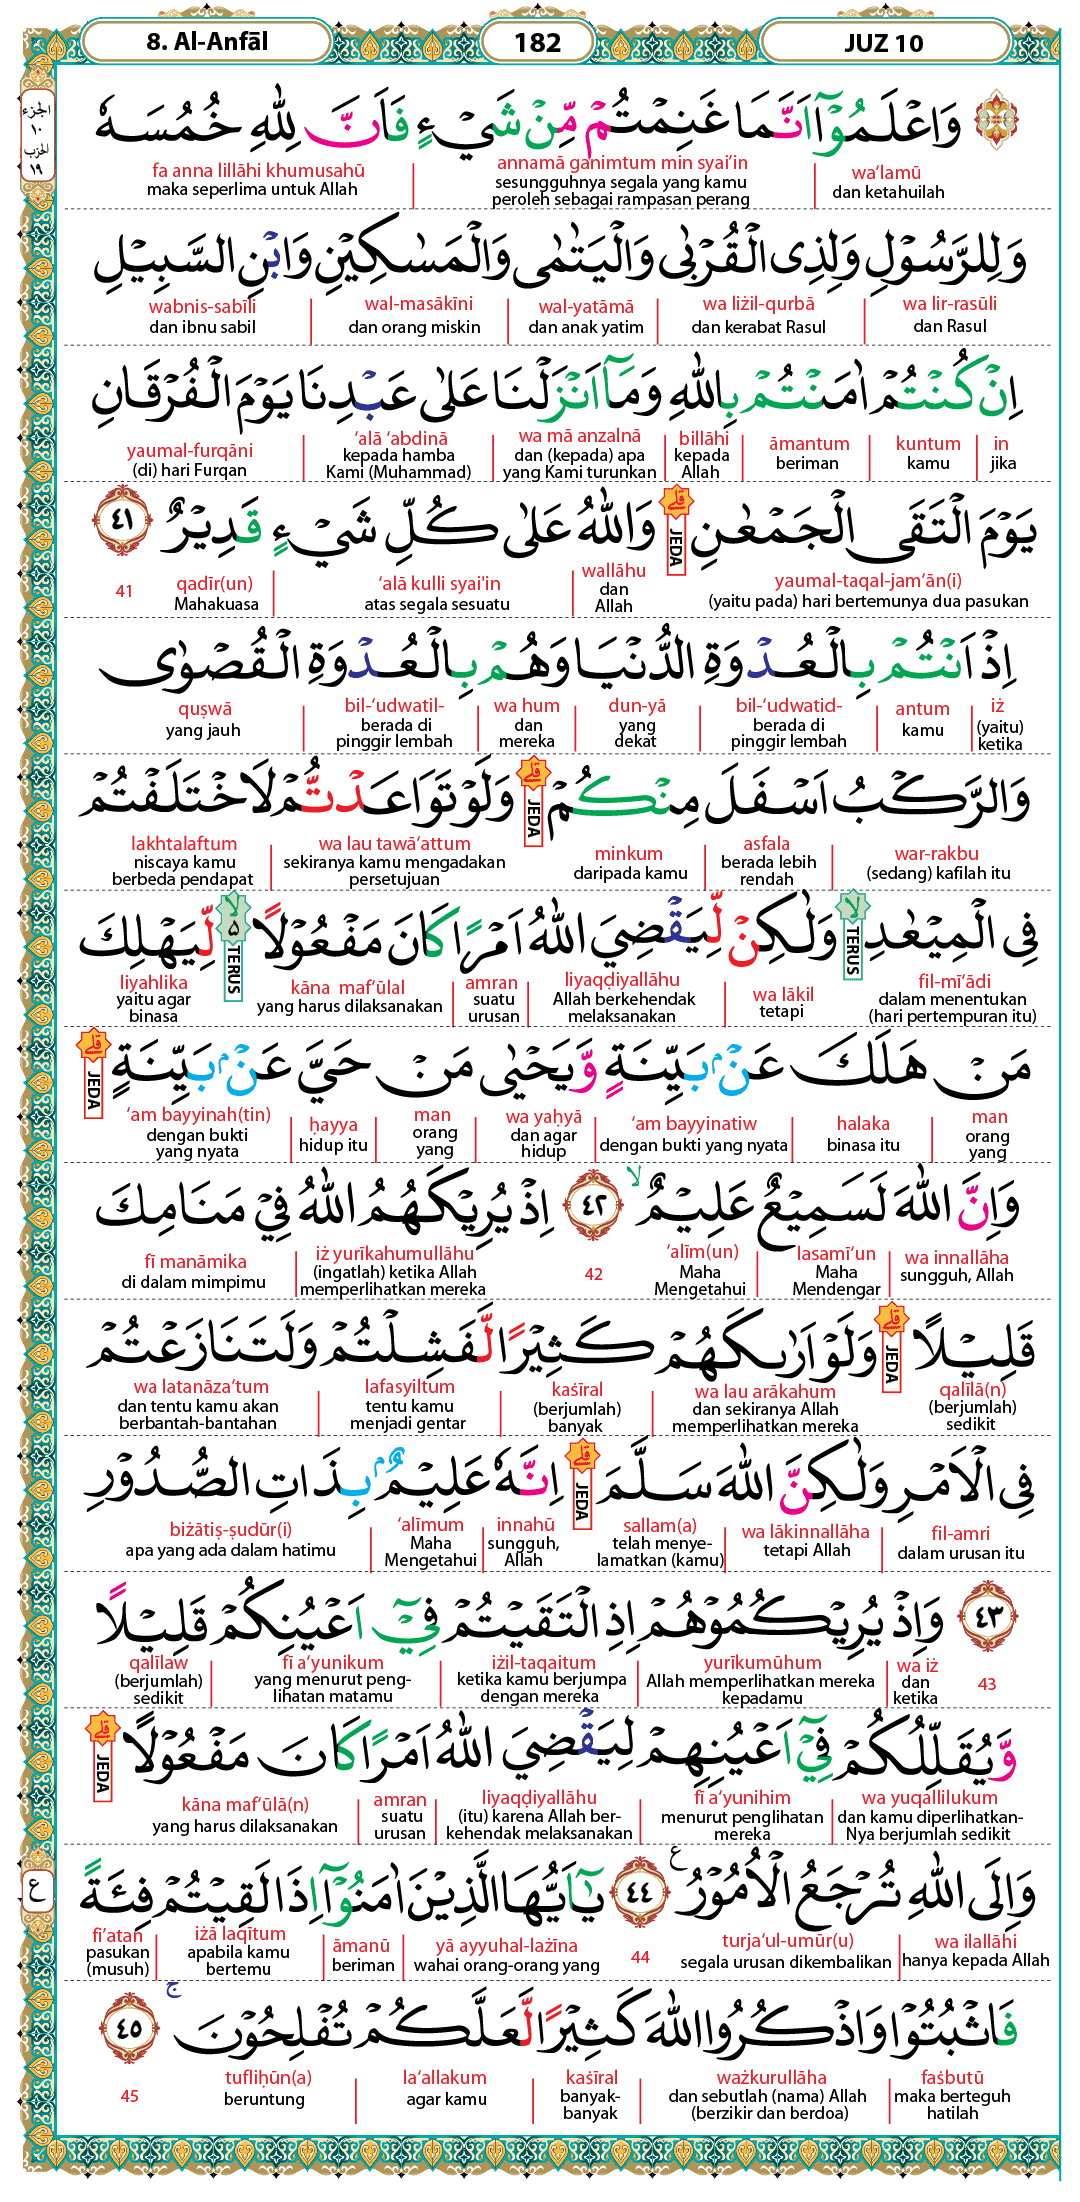 8. Al-Anfāl 182 JUZ 10
الجزء ١٠ الحزب ١٩
وَاعْلَمُوْٓا اَنَّمَا غَنِمْتُمْ مِّنْ شَيْءٍ فَاَنَّ لِلّٰهِ خُمُسَهٗ
wa‘lamū annamā ganimtum min syai’in fa anna lillāhi khumusahū
dan ketahuilah sesungguhnya segala yang kamu peroleh sebagai rampasan perang maka seperlima untuk Allah
وَلِلرَّسُوْلِ وَلِذِى الْقُرْبٰى وَالْيَتٰمٰى وَالْمَسٰكِيْنِ وَابْنِ السَّبِيْلِ
wa lir-rasūli wa liżil-qurbā wal-yatāmā wal-masākīni wabnis-sabīli
dan Rasul dan kerabat Rasul dan anak yatim dan orang miskin dan ibnu sabil
اِنْ كُنْتُمْ اٰمَنْتُمْ بِاللّٰهِ وَمَآ اَنْزَلْنَا عَلٰى عَبْدِنَا يَوْمَ الْفُرْقَانِ
in kuntum āmantum billāhi wa mā anzalnā ‘alā ‘abdinā yaumal-furqāni
jika kamu beriman kepada Allah dan (kepada) apa yang Kami turunkan kepada hamba Kami (Muhammad) (di) hari Furqan
يَوْمَ الْتَقَى الْجَمْعٰنِۗ JEDA وَاللّٰهُ عَلٰى كُلِّ شَيْءٍ قَدِيْرٌ ٤١
yaumal-taqal-jam‘ān(i) wallāhu ‘alā kulli syai'in qadīr(un) 41
(yaitu pada) hari bertemunya dua pasukan dan Allah atas segala sesuatu Mahakuasa
اِذْ اَنْتُمْ بِالْعُدْوَةِ الدُّنْيَا وَهُمْ بِالْعُدْوَةِ الْقُصْوٰى
iż antum bil-‘udwatid- dun-yā wa hum bil-‘udwatil- quṣwā
(yaitu) ketika kamu berada di pinggir lembah yang dekat dan mereka berada di pinggir lembah yang jauh
وَالرَّكْبُ اَسْفَلَ مِنْكُمْۗ JEDA وَلَوْ تَوَاعَدْتُّمْ لَاخْتَلَفْتُمْ
war-rakbu asfala minkum wa lau tawā‘attum lakhtalaftum
(sedang) kafilah itu berada lebih rendah daripada kamu sekiranya kamu mengadakan persetujuan niscaya kamu berbeda pendapat
فِى الْمِيْعٰدِۙ TERUS وَلٰكِنْ لِّيَقْضِيَ اللّٰهُ اَمْرًا كَانَ مَفْعُوْلًاۙ ٥ TERUS لِّيَهْلِكَ
fil-mī‘ādi wa lākil liyaqḍiyallāhu amran kāna maf‘ūlal liyahlika
dalam menentukan (hari pertempuran itu) tetapi Allah berkehendak melaksanakan suatu urusan yang harus dilaksanakan yaitu agar binasa
مَنْ هَلَكَ عَنْۢ بَيِّنَةٍ وَّيَحْيٰى مَنْ حَيَّ عَنْۢ بَيِّنَةٍۗ JEDA
man halaka ‘am bayyinatiw wa yaḥyā man ḥayya ‘am bayyinah(tin)
orang yang binasa itu dengan bukti yang nyata dan agar hidup orang yang hidup itu dengan bukti yang nyata
وَاِنَّ اللّٰهَ لَسَمِيْعٌ عَلِيْمٌۙ ٤٢ اِذْ يُرِيْكَهُمُ اللّٰهُ فِيْ مَنَامِكَ
wa innallāha lasamī‘un ‘alīm(un) 42 iż yurīkahumullāhu fī manāmika
sungguh, Allah Maha Mendengar Maha Mengetahui (ingatlah) ketika Allah memperlihatkan mereka di dalam mimpimu
قَلِيْلًاۗ JEDA وَلَوْ اَرٰىكَهُمْ كَثِيْرًا لَّفَشِلْتُمْ وَلَتَنَازَعْتُمْ
qalīlā(n) wa lau arākahum kaṡīral lafasyiltum wa latanāza‘tum
(berjumlah) sedikit dan sekiranya Allah memperlihatkan mereka (berjumlah) banyak tentu kamu menjadi gentar dan tentu kamu akan berbantah-bantahan
فِى الْاَمْرِ وَلٰكِنَّ اللّٰهَ سَلَّمَۗ JEDA اِنَّهٗ عَلِيْمٌۢ بِذَاتِ الصُّدُوْرِ
fil-amri wa lākinnallāha sallam(a) innahū ‘alīmum biżātiṣ-ṣudūr(i)
dalam urusan itu tetapi Allah telah menye-lamatkan (kamu) sungguh, Allah Maha Mengetahui apa yang ada dalam hatimu
٤٣ وَاِذْ يُرِيْكُمُوْهُمْ اِذِ الْتَقَيْتُمْ فِيْٓ اَعْيُنِكُمْ قَلِيْلًا
43 wa iż yurīkumūhum iżil-taqaitum fī a‘yunikum qalīlaw
dan ketika Allah memperlihatkan mereka kepadamu ketika kamu berjumpa dengan mereka yang menurut peng-lihatan matamu (berjumlah) sedikit
وَّيُقَلِّلُكُمْ فِيْٓ اَعْيُنِهِمْ لِيَقْضِيَ اللّٰهُ اَمْرًا كَانَ مَفْعُوْلًاۗ JEDA
wa yuqallilukum fī a‘yunihim liyaqḍiyallāhu amran kāna maf‘ūlā(n)
dan kamu diperlihatkan-Nya berjumlah sedikit menurut penglihatan mereka (itu) karena Allah ber-kehendak melaksanakan suatu urusan yang harus dilaksanakan
ع وَاِلَى اللّٰهِ تُرْجَعُ الْاُمُوْرُ ࣖ ٤٤ يٰٓاَيُّهَا الَّذِيْنَ اٰمَنُوْٓا اِذَا لَقِيْتُمْ فِئَةً
wa ilallāhi turja‘ul-umūr(u) 44 yā ayyuhal-lażīna āmanū iżā laqītum fi’atan
hanya kepada Allah segala urusan dikembalikan wahai orang-orang yang beriman apabila kamu bertemu pasukan (musuh)
فَاثْبُتُوْا وَاذْكُرُوا اللّٰهَ كَثِيْرًا لَّعَلَّكُمْ تُفْلِحُوْنَۚ ٤٥
faṡbutū ważkurullāha kaṡīral la‘allakum tufliḥūn(a) 45
maka berteguh hatilah dan sebutlah (nama) Allah (berzikir dan berdoa) banyak-banyak agar kamu beruntung